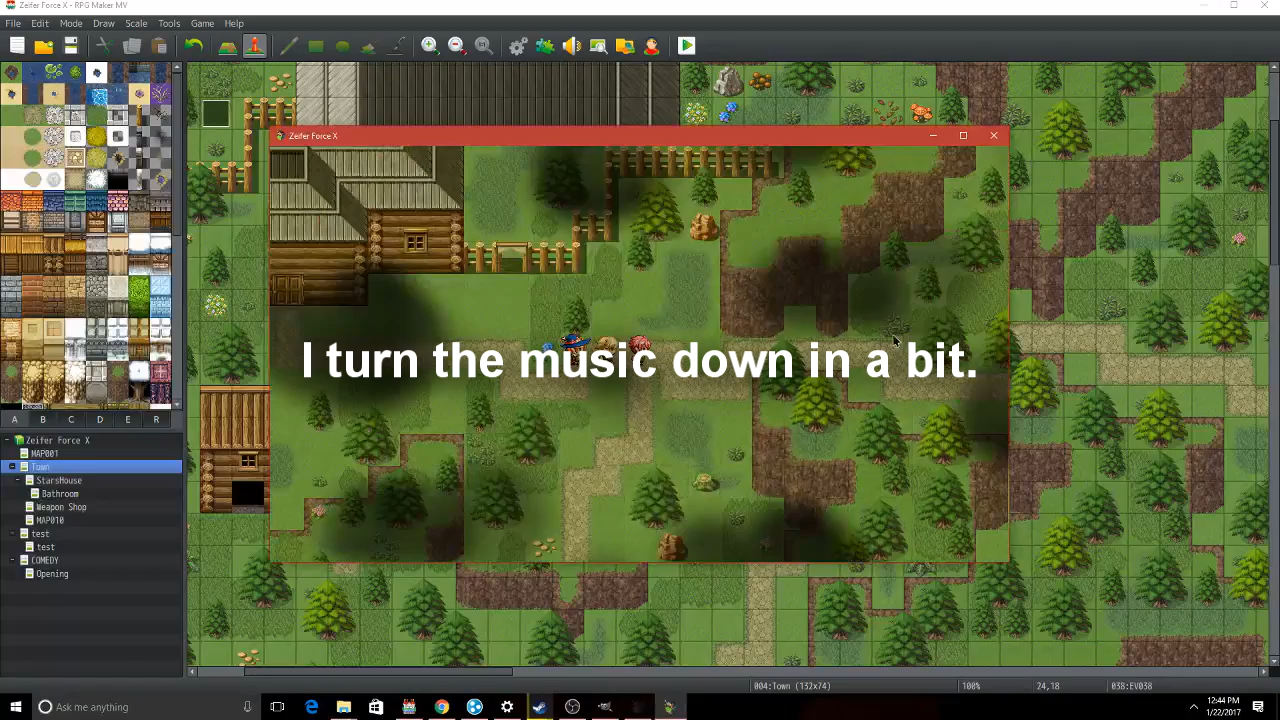 Zeifer Force X - RPG Maker MV
File Edit Mode Draw Scale Tools Game Help
Zeifer Force X
I turn the music down in a bit.
A B C D E R
Zeifer Force X
MAP001
Town
StarsHouse
Bathroom
Weapon Shop
MAP010
test
test
COMEDY
Opening
004:Town (132x74) 100% 24,18 038:EV038
Ask me anything
12:44 PM
1/22/2017